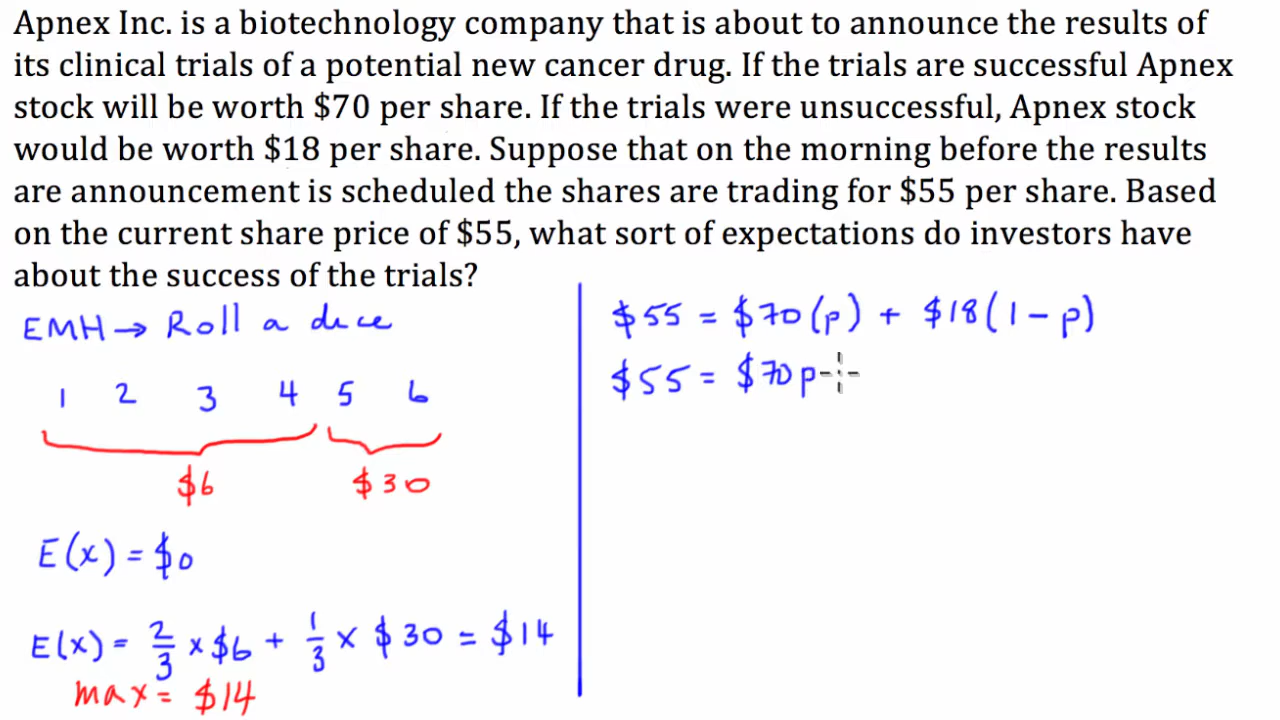 Apnex Inc. is a biotechnology company that is about to announce the results of
its clinical trials of a potential new cancer drug. If the trials are successful Apnex
stock will be worth $70 per share. If the trials were unsuccessful, Apnex stock
would be worth $18 per share. Suppose that on the morning before the results
are announcement is scheduled the shares are trading for $55 per share. Based
on the current share price of $55, what sort of expectations do investors have
about the success of the trials?
EMH → Roll a dice
1 2 3 4 5 6
$6 $30
E(x) = $0
E(x) = 2/3 x $6 + 1/3 x $30 = $14
max = $14
$55 = $70(p) + $18(1 - p)
$55 = $70p -